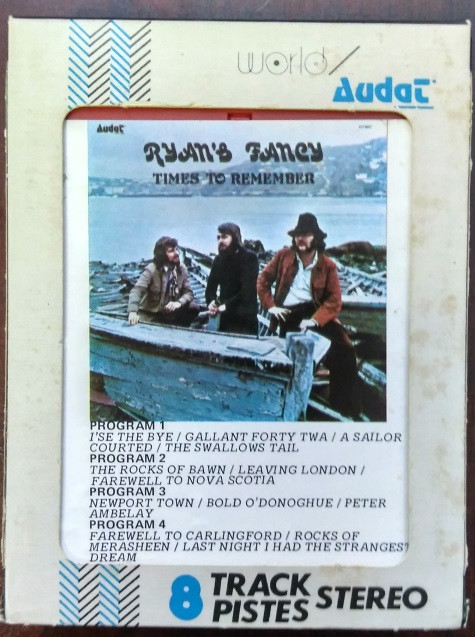 world/
Audat
Audat
RYAN'S FANCY
TIMES TO REMEMBER
PROGRAM 1
I'SE THE BYE / GALLANT FORTY TWA / A SAILOR
COURTED / THE SWALLOWS TAIL
PROGRAM 2
THE ROCKS OF BAWN / LEAVING LONDON /
FAREWELL TO NOVA SCOTIA
PROGRAM 3
NEWPORT TOWN / BOLD O'DONOGHUE / PETER
AMBELAY
PROGRAM 4
FAREWELL TO CARLINGFORD / ROCKS OF
MERASHEEN / LAST NIGHT I HAD THE STRANGEST
DREAM
8 TRACK STEREO
PISTES